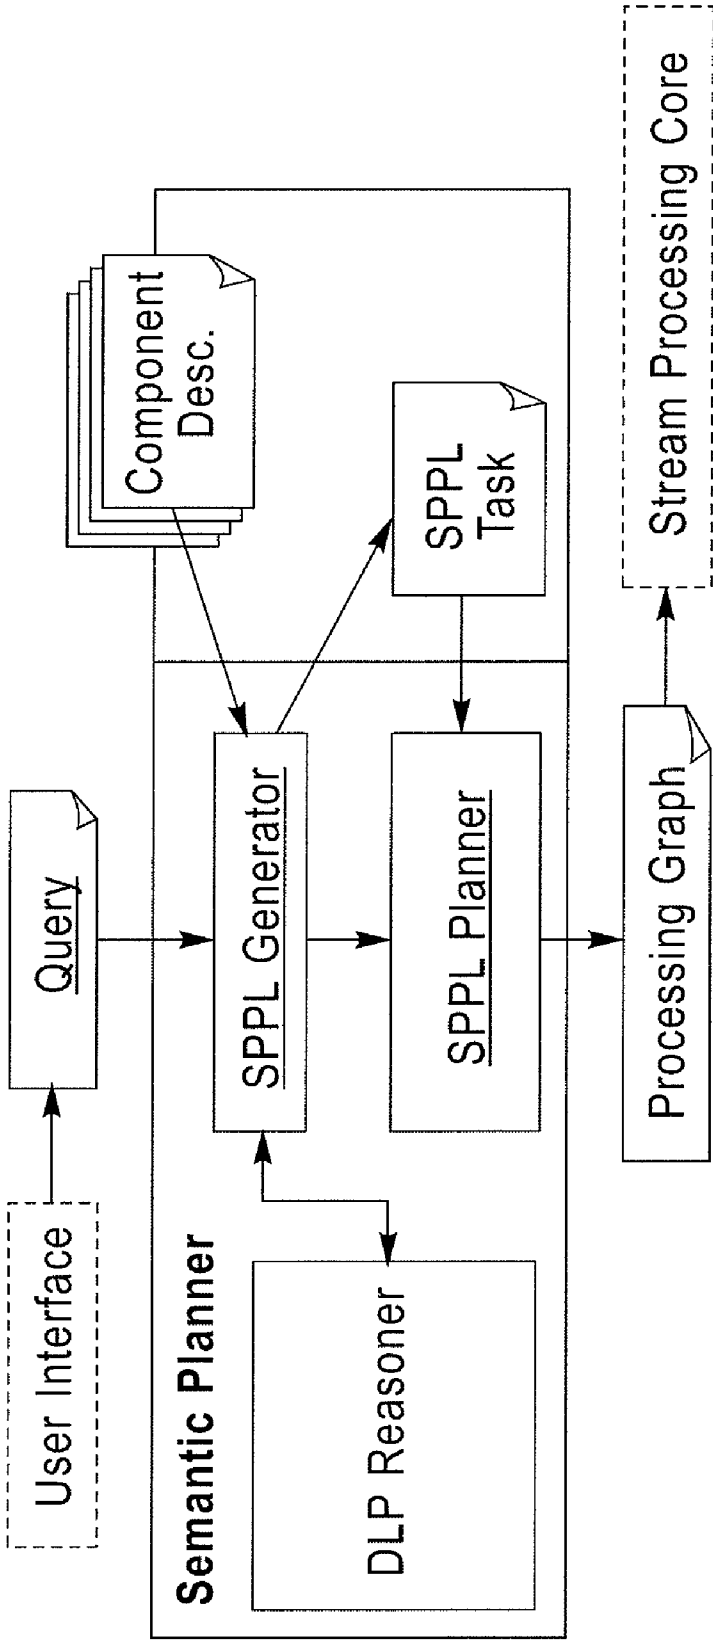 User Interface
Query
Semantic Planner
DLP Reasoner
SPPL Generator
Component
Desc.
SPPL Planner
SPPL
Task
Processing Graph
Stream Processing Core